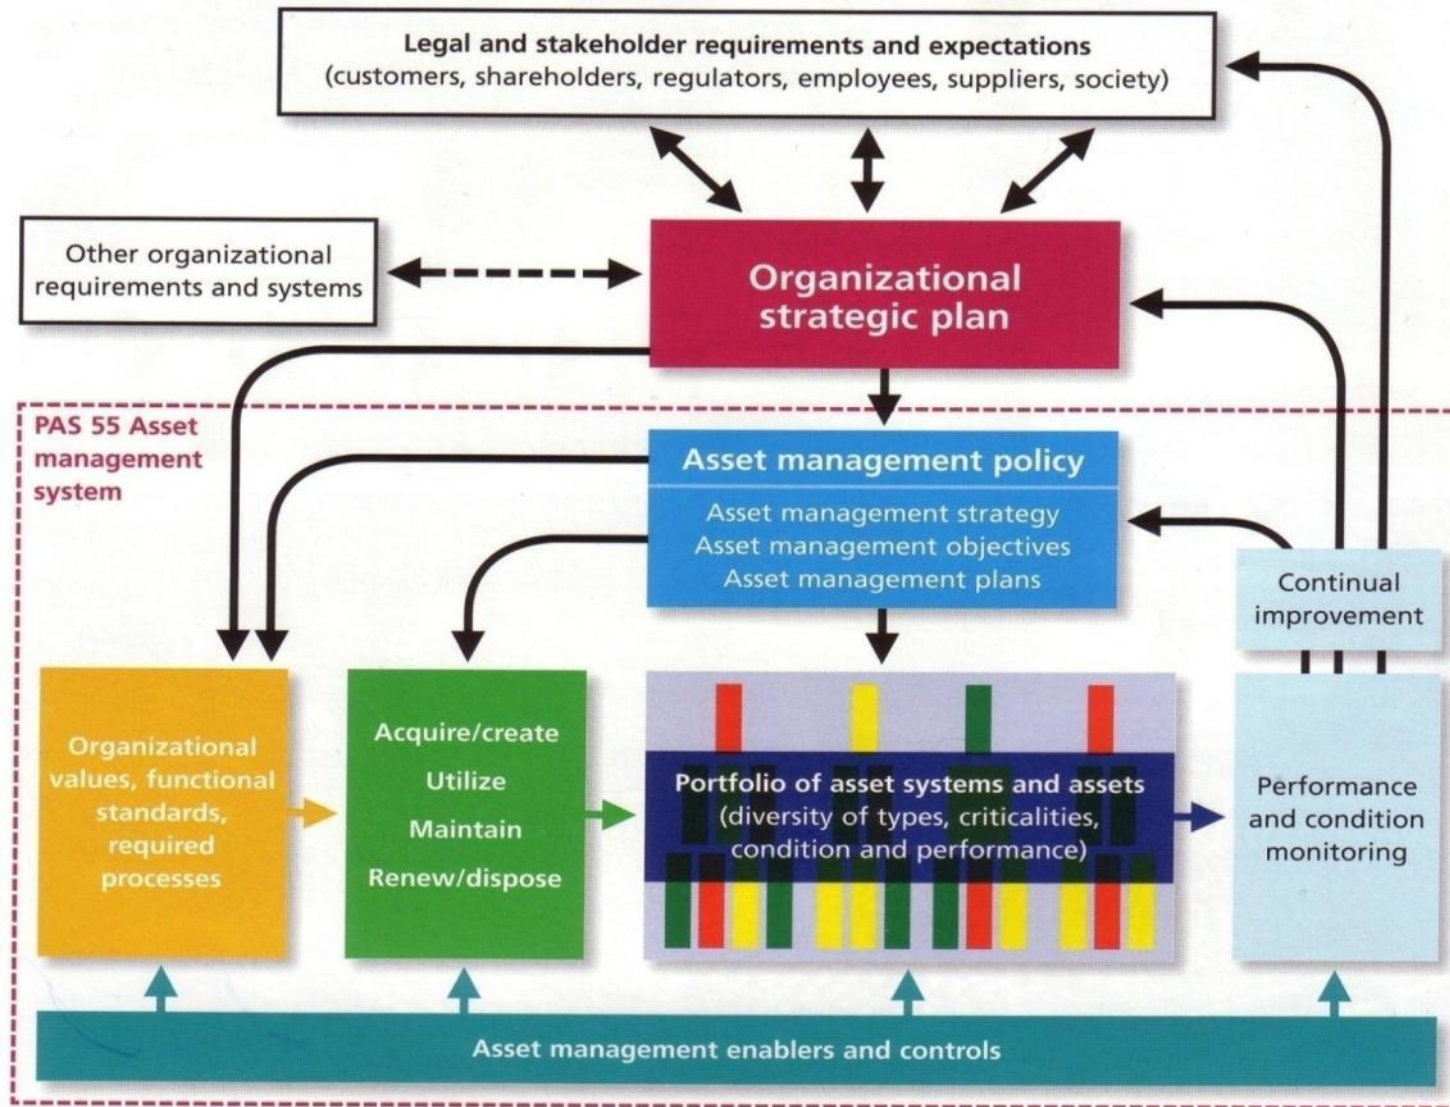 Legal and stakeholder requirements and expectations
(customers, shareholders, regulators, employees, suppliers, society)
Other organizational
requirements and systems
Organizational
strategic plan
PAS 55 Asset
management
system
Asset management policy
Asset management strategy
Asset management objectives
Asset management plans
Continual
improvement
Organizational
values, functional
standards,
required
processes
Acquire/create
Utilize
Maintain
Renew/dispose
Portfolio of asset systems and assets
(diversity of types, criticalities,
condition and performance)
Performance
and condition
monitoring
Asset management enablers and controls